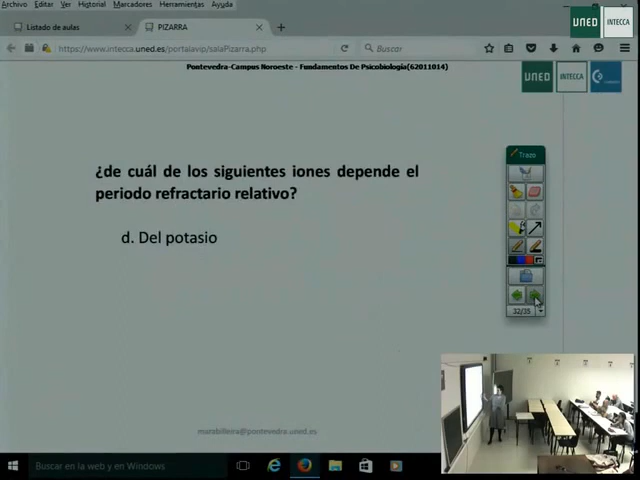 Archivo Editar Ver Historial Marcadores Herramientas Ayuda
Listado de aulas
PIZARRA
https://www.intecca.uned.es/portalavip/salaPizarra.php
Buscar
UNED
INTECCA
Pontevedra-Campus Noroeste - Fundamentos De Psicobiología(62011014)
UNED
INTECCA
Trazo
¿de cuál de los siguientes iones depende el
periodo refractario relativo?
d. Del potasio
32/35
marabilleira@pontevedra.uned.es
Buscar en la web y en Windows